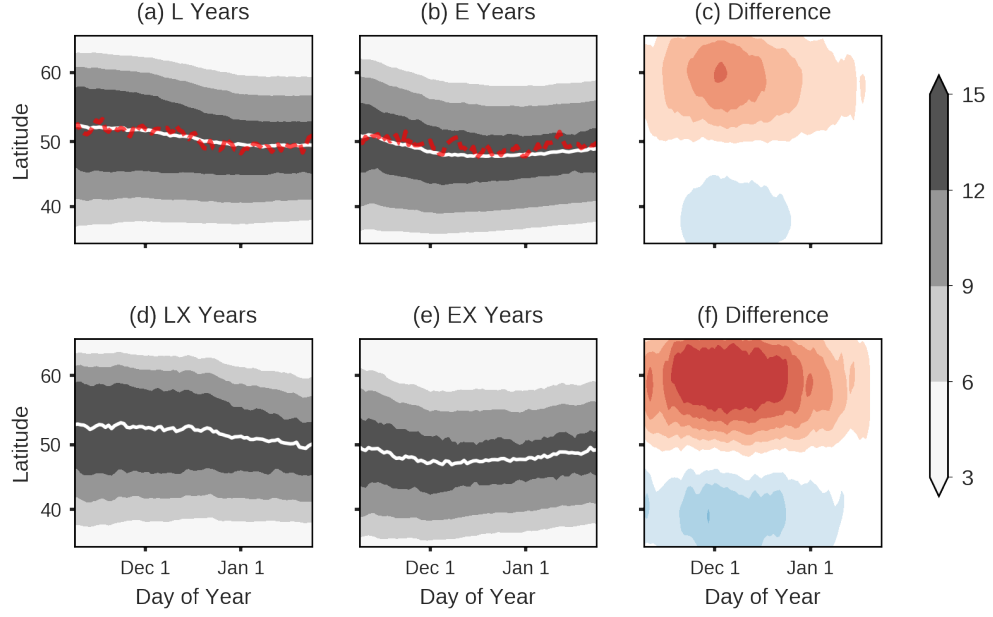 (a) L Years
(b) E Years
(c) Difference
60
50
40
Latitude
15
12
9
6
3
(d) LX Years
(e) EX Years
(f) Difference
60
50
40
Latitude
Dec 1
Jan 1
Dec 1
Jan 1
Dec 1
Jan 1
Day of Year
Day of Year
Day of Year